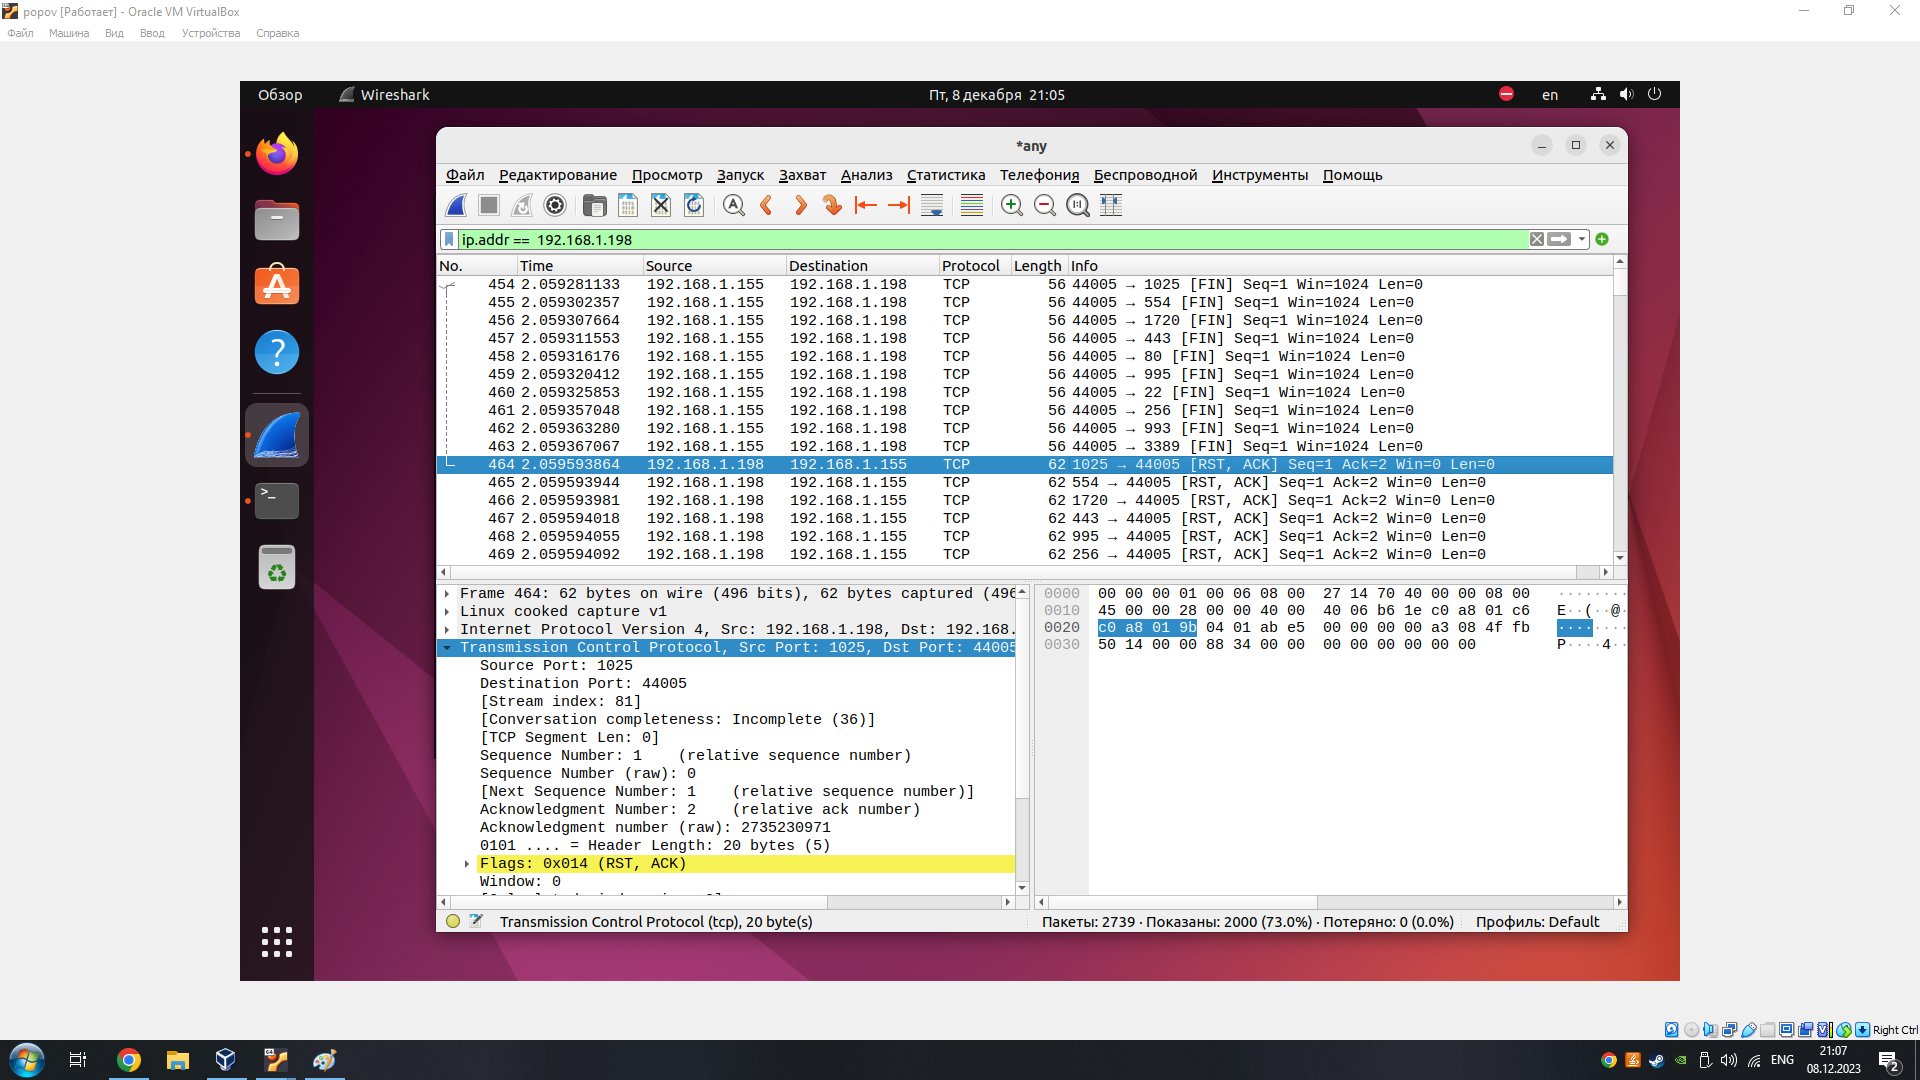 popov [Работает] - Oracle VM VirtualBox
Файл Машина Вид Ввод Устройства Справка
Обзор Wireshark Пт, 8 декабря 21:05 en
*any
Файл Редактирование Просмотр Запуск Захват Анализ Статистика Телефония Беспроводной Инструменты Помощь
ip.addr == 192.168.1.198
No. Time Source Destination Protocol Length Info
454 2.059281133 192.168.1.155 192.168.1.198 TCP 56 44005 → 1025 [FIN] Seq=1 Win=1024 Len=0
455 2.059302357 192.168.1.155 192.168.1.198 TCP 56 44005 → 554 [FIN] Seq=1 Win=1024 Len=0
456 2.059307664 192.168.1.155 192.168.1.198 TCP 56 44005 → 1720 [FIN] Seq=1 Win=1024 Len=0
457 2.059311553 192.168.1.155 192.168.1.198 TCP 56 44005 → 443 [FIN] Seq=1 Win=1024 Len=0
458 2.059316176 192.168.1.155 192.168.1.198 TCP 56 44005 → 80 [FIN] Seq=1 Win=1024 Len=0
459 2.059320412 192.168.1.155 192.168.1.198 TCP 56 44005 → 995 [FIN] Seq=1 Win=1024 Len=0
460 2.059325853 192.168.1.155 192.168.1.198 TCP 56 44005 → 22 [FIN] Seq=1 Win=1024 Len=0
461 2.059357048 192.168.1.155 192.168.1.198 TCP 56 44005 → 256 [FIN] Seq=1 Win=1024 Len=0
462 2.059363280 192.168.1.155 192.168.1.198 TCP 56 44005 → 993 [FIN] Seq=1 Win=1024 Len=0
463 2.059367067 192.168.1.155 192.168.1.198 TCP 56 44005 → 3389 [FIN] Seq=1 Win=1024 Len=0
464 2.059593864 192.168.1.198 192.168.1.155 TCP 62 1025 → 44005 [RST, ACK] Seq=1 Ack=2 Win=0 Len=0
465 2.059593944 192.168.1.198 192.168.1.155 TCP 62 554 → 44005 [RST, ACK] Seq=1 Ack=2 Win=0 Len=0
466 2.059593981 192.168.1.198 192.168.1.155 TCP 62 1720 → 44005 [RST, ACK] Seq=1 Ack=2 Win=0 Len=0
467 2.059594018 192.168.1.198 192.168.1.155 TCP 62 443 → 44005 [RST, ACK] Seq=1 Ack=2 Win=0 Len=0
468 2.059594055 192.168.1.198 192.168.1.155 TCP 62 995 → 44005 [RST, ACK] Seq=1 Ack=2 Win=0 Len=0
469 2.059594092 192.168.1.198 192.168.1.155 TCP 62 256 → 44005 [RST, ACK] Seq=1 Ack=2 Win=0 Len=0
Frame 464: 62 bytes on wire (496 bits), 62 bytes captured (496
Linux cooked capture v1
Internet Protocol Version 4, Src: 192.168.1.198, Dst: 192.168.
Transmission Control Protocol, Src Port: 1025, Dst Port: 44005
Source Port: 1025
Destination Port: 44005
[Stream index: 81]
[Conversation completeness: Incomplete (36)]
[TCP Segment Len: 0]
Sequence Number: 1 (relative sequence number)
Sequence Number (raw): 0
[Next Sequence Number: 1 (relative sequence number)]
Acknowledgment Number: 2 (relative ack number)
Acknowledgment number (raw): 2735230971
0101 .... = Header Length: 20 bytes (5)
Flags: 0x014 (RST, ACK)
Window: 0
0000 00 00 00 01 00 06 08 00 27 14 70 40 00 00 08 00 ········
0010 45 00 00 28 00 00 40 00 40 06 b6 1e c0 a8 01 c6 E··(··@·
0020 c0 a8 01 9b 04 01 ab e5 00 00 00 00 a3 08 4f fb ········
0030 50 14 00 00 88 34 00 00 00 00 00 00 00 00 P····4··
Transmission Control Protocol (tcp), 20 byte(s) Пакеты: 2739 · Показаны: 2000 (73.0%) · Потеряно: 0 (0.0%) Профиль: Default
Right Ctrl
ENG 21:07
08.12.2023
2